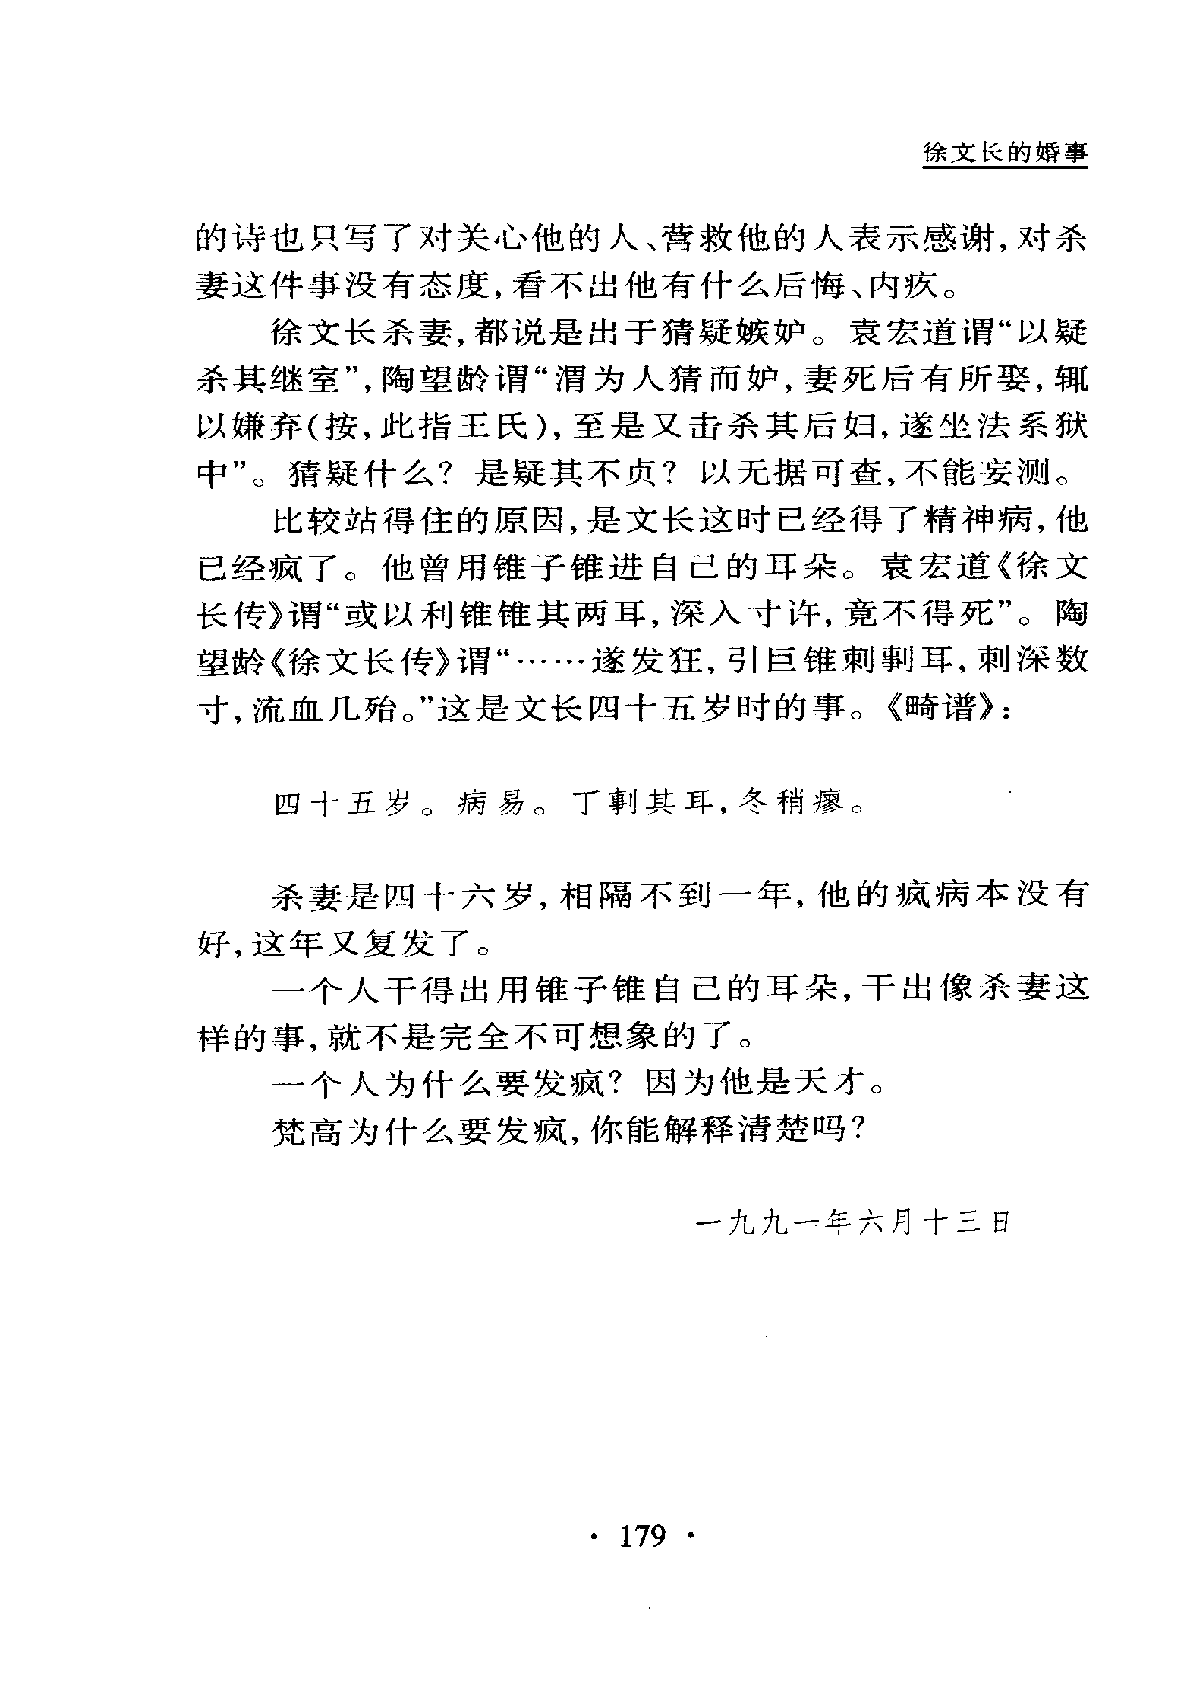 徐文长的婚事
的诗也只写了对关心他的人、营救他的人表示感谢,对杀
妻这件事没有态度,看不出他有什么后悔、内疚。
徐文长杀妻,都说是出于猜疑嫉妒。袁宏道谓“以疑
杀其继室”,陶望龄谓“渭为人猜而妒,妻死后有所娶,辄
以嫌弃(按,此指王氏),至是又击杀其后妇,遂坐法系狱
中”。猜疑什么?是疑其不贞?以无据可查,不能妄测。
比较站得住的原因,是文长这时已经得了精神病,他
已经疯了。他曾用锥子锥进自己的耳朵。袁宏道《徐文
长传》谓“或以利锥锥其两耳,深入寸许,竟不得死”。陶
望龄《徐文长传》谓“……遂发狂,引巨锥刺剚耳,刺深数
寸,流血几殆。”这是文长四十五岁时的事。《畸谱》:
四十五岁。病易。丁剚其耳,冬稍瘳。
杀妻是四十六岁,相隔不到一年,他的疯病本没有
好,这年又复发了。
一个人干得出用锥子锥自己的耳朵,干出像杀妻这
样的事,就不是完全不可想象的了。
一个人为什么要发疯?因为他是天才。
梵高为什么要发疯,你能解释清楚吗?
一九九一年六月十三日
· 179 ·